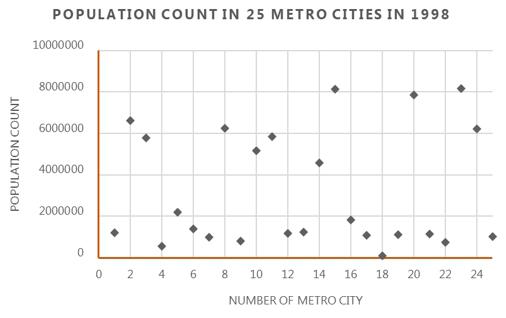 POPULATION COUNT IN 25 METRO CITIES IN 1998
10000000
8000000
6000000
4000000
2000000
0
POPULATION COUNT
0 2 4 6 8 10 12 14 16 18 20 22 24
NUMBER OF METRO CITY